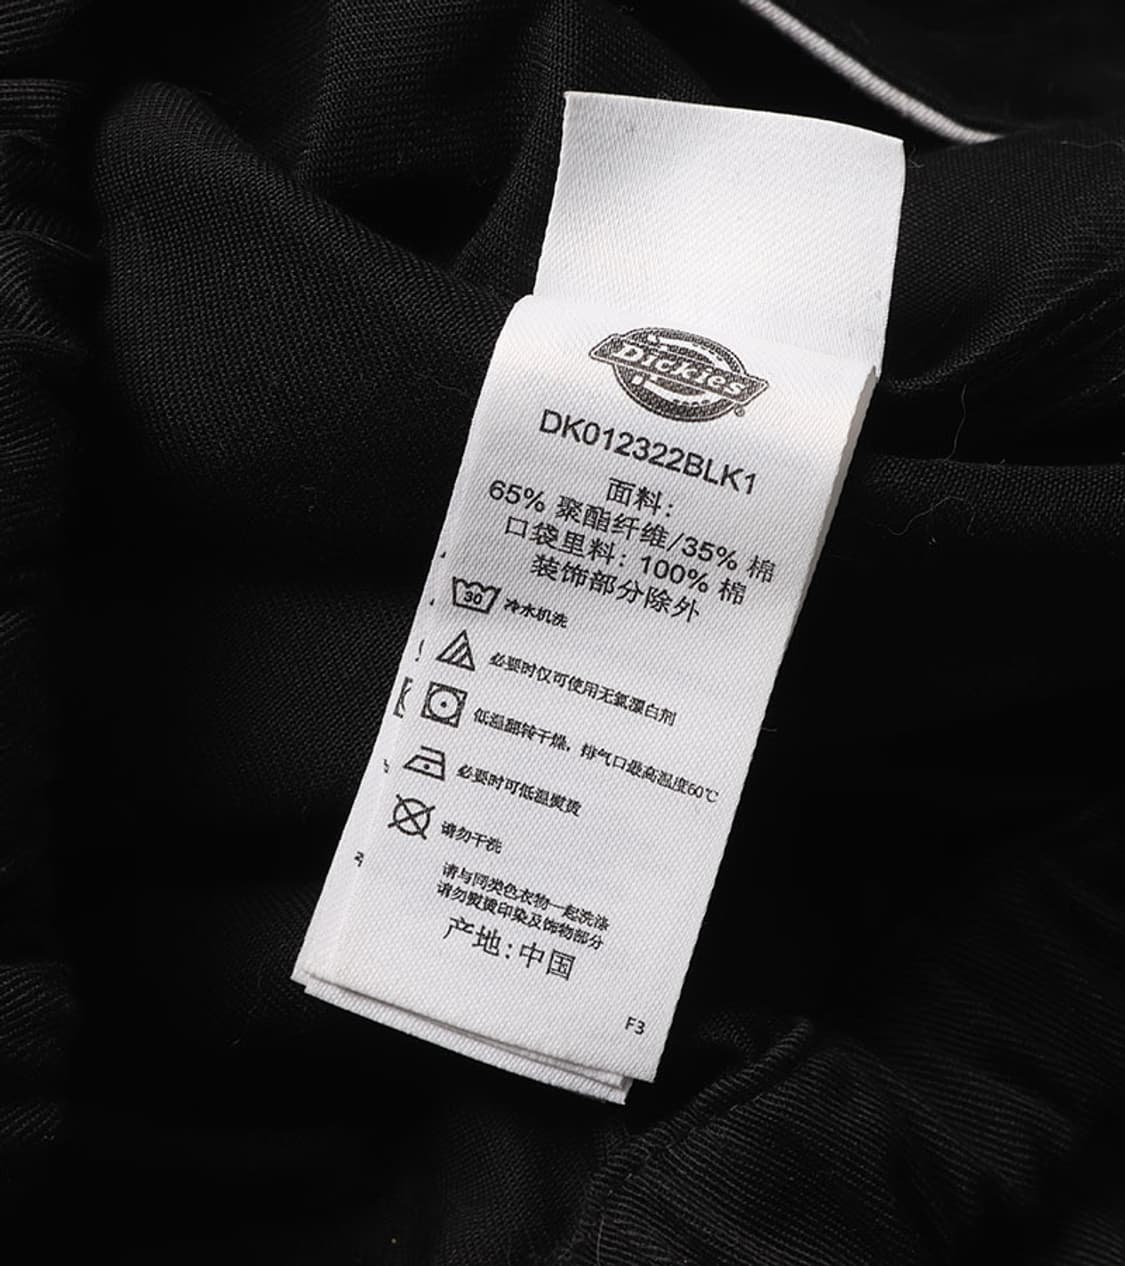 Dickies
DK012322BLK1
面料:
65% 聚酯纤维/35% 棉
口袋里料: 100% 棉
装饰部分除外
30 冷水机洗
必要时仅可使用无氯漂白剂
低温翻转干燥, 排气口最高温度60℃
必要时可低温熨烫
请勿干洗
请与同类色衣物一起洗涤
请勿熨烫印染及饰物部分
产地:中国
F3